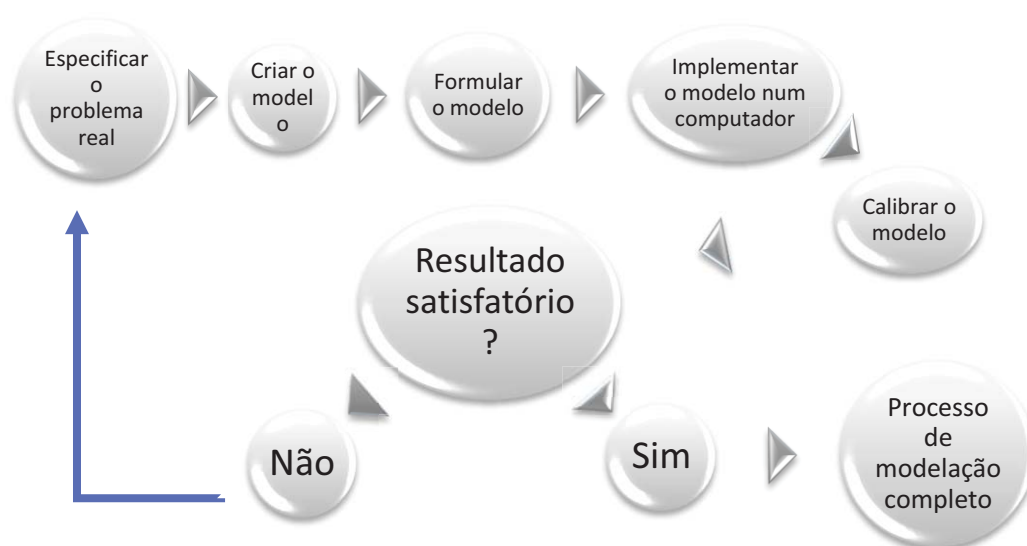 Especificar
o
problema
real
Criar o
model
o
Formular
o modelo
Implementar
o modelo num
computador
Calibrar o
modelo
Resultado
satisfatório
?
Não
Sim
Processo
de
modelação
completo